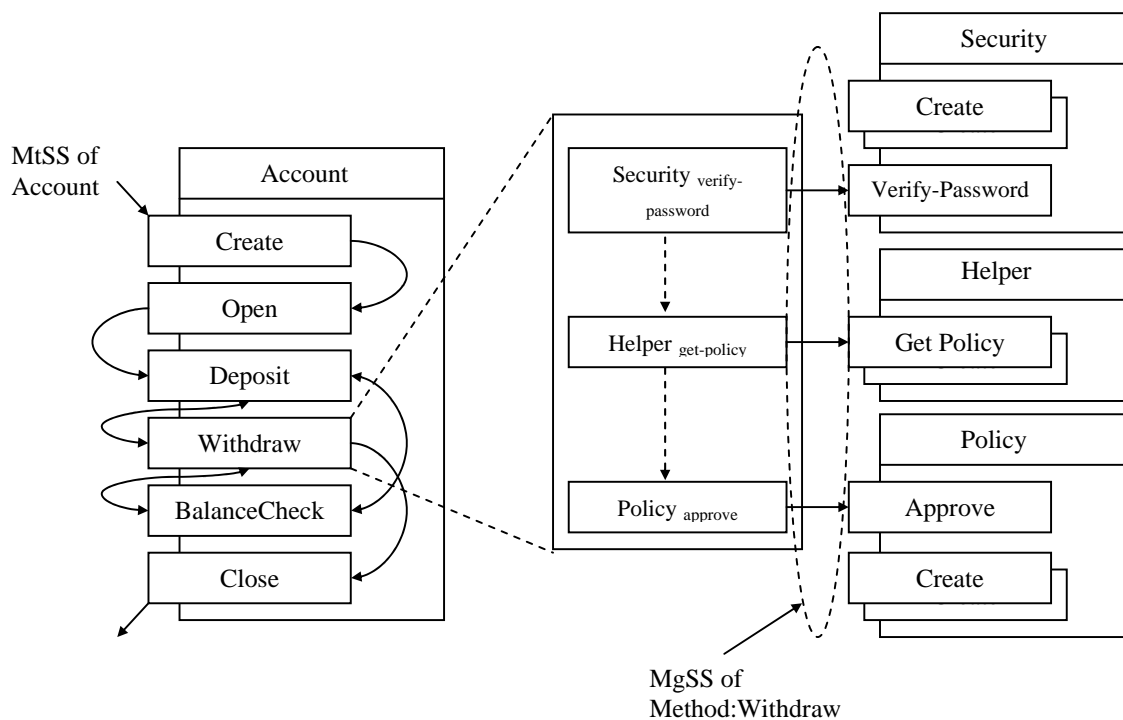 MtSS of
Account
Account
Create
Open
Deposit
Withdraw
BalanceCheck
Close
Security verify-
password
Helper get-policy
Policy approve
Security
Create
Verify-Password
Helper
Get Policy
Policy
Approve
Create
MgSS of
Method:Withdraw